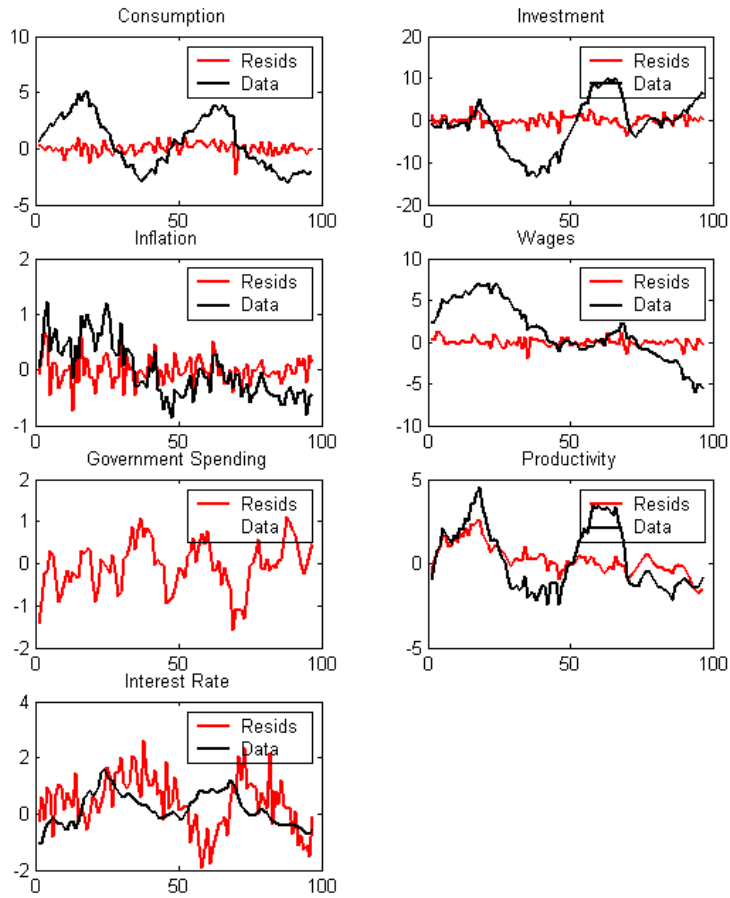 Consumption
10
5
0
-5
0
50
100
Resids
Data
Investment
20
10
0
-10
-20
0
50
100
Resids
Data
Inflation
2
1
0
-1
0
50
100
Resids
Data
Wages
10
5
0
-5
-10
0
50
100
Resids
Data
Government Spending
2
1
0
-1
-2
0
50
100
Resids
Data
Productivity
5
0
-5
0
50
100
Resids
Data
Interest Rate
4
2
0
-2
0
50
100
Resids
Data